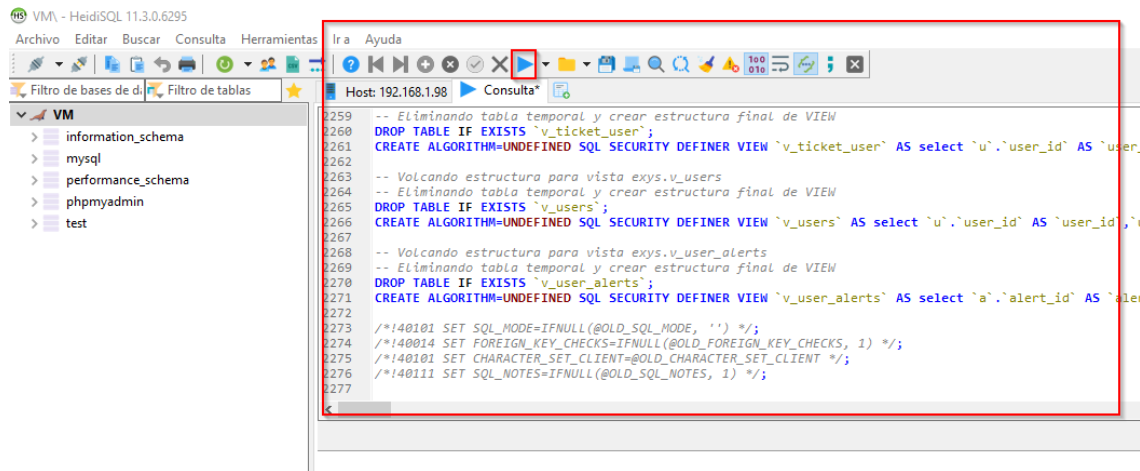 VM\ - HeidiSQL 11.3.0.6295
Archivo Editar Buscar Consulta Herramientas Ir a Ayuda
Filtro de bases de d Filtro de tablas
Host: 192.168.1.98 Consulta*
VM
information_schema
mysql
performance_schema
phpmyadmin
test
2259 -- Eliminando tabla temporal y crear estructura final de VIEW
2260 DROP TABLE IF EXISTS `v_ticket_user`;
2261 CREATE ALGORITHM=UNDEFINED SQL SECURITY DEFINER VIEW `v_ticket_user` AS select `u`.`user_id` AS `user_
2262
2263 -- Volcando estructura para vista exys.v_users
2264 -- Eliminando tabla temporal y crear estructura final de VIEW
2265 DROP TABLE IF EXISTS `v_users`;
2266 CREATE ALGORITHM=UNDEFINED SQL SECURITY DEFINER VIEW `v_users` AS select `u`.`user_id` AS `user_id`,`
2267
2268 -- Volcando estructura para vista exys.v_user_alerts
2269 -- Eliminando tabla temporal y crear estructura final de VIEW
2270 DROP TABLE IF EXISTS `v_user_alerts`;
2271 CREATE ALGORITHM=UNDEFINED SQL SECURITY DEFINER VIEW `v_user_alerts` AS select `a`.`alert_id` AS `aler
2272
2273 /*!40101 SET SQL_MODE=IFNULL(@OLD_SQL_MODE, '') */;
2274 /*!40014 SET FOREIGN_KEY_CHECKS=IFNULL(@OLD_FOREIGN_KEY_CHECKS, 1) */;
2275 /*!40101 SET CHARACTER_SET_CLIENT=@OLD_CHARACTER_SET_CLIENT */;
2276 /*!40111 SET SQL_NOTES=IFNULL(@OLD_SQL_NOTES, 1) */;
2277